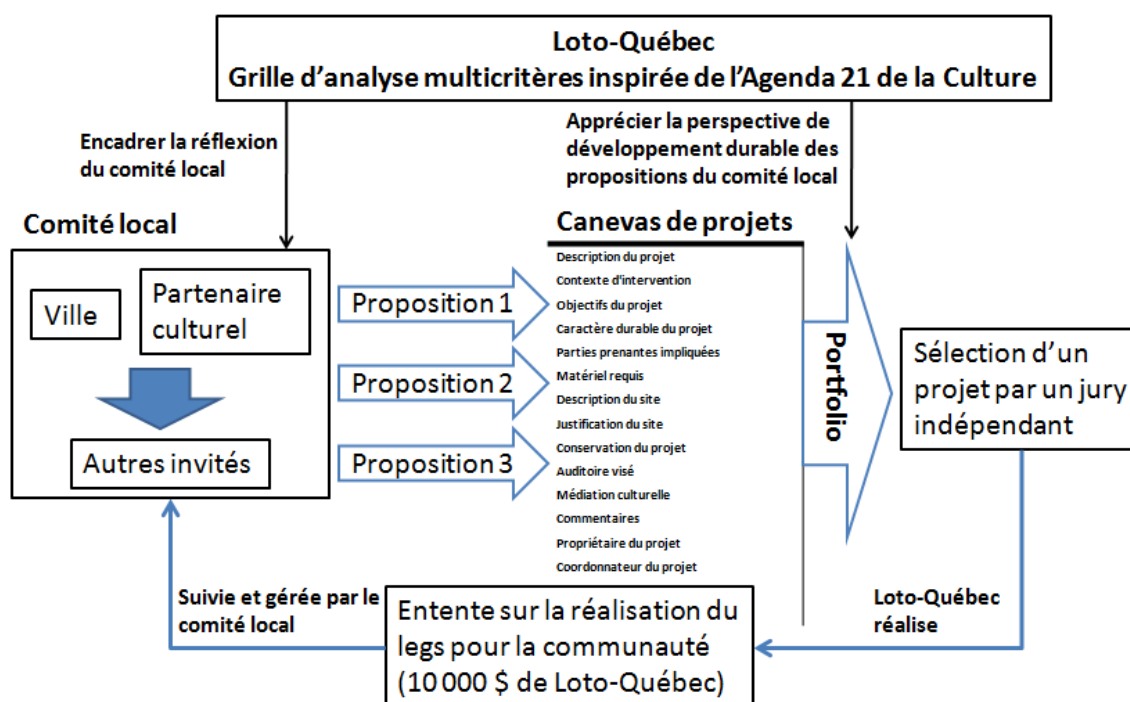 Loto-Québec
Grille d'analyse multicritères inspirée de l'Agenda 21 de la Culture
Encadrer la réflexion
du comité local
Apprécier la perspective de
développement durable des
propositions du comité local
Comité local
Ville
Partenaire
culturel
Autres invités
Proposition 1
Proposition 2
Proposition 3
Canevas de projets
Description du projet
Contexte d'intervention
Objectifs du projet
Caractère durable du projet
Parties prenantes impliquées
Matériel requis
Description du site
Justification du site
Conservation du projet
Auditoire visé
Médiation culturelle
Commentaires
Propriétaire du projet
Coordonnateur du projet
Portfolio
Sélection d'un
projet par un jury
indépendant
Loto-Québec
réalise
Entente sur la réalisation du
legs pour la communauté
(10 000 $ de Loto-Québec)
Suivie et gérée par le
comité local